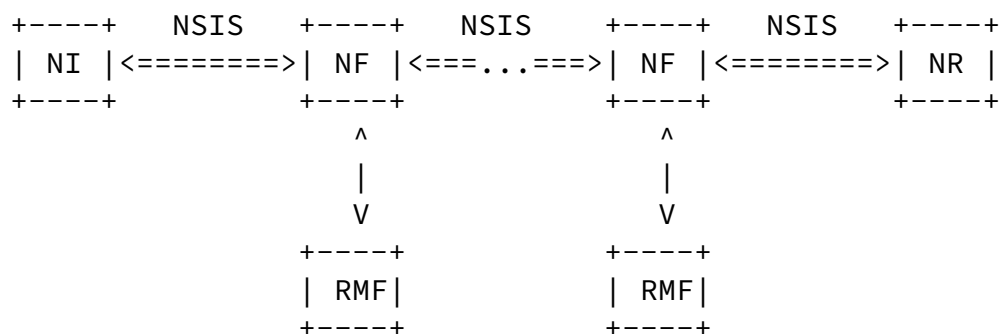 +----+   NSIS   +----+   NSIS   +----+   NSIS   +----+
| NI |<========>| NF |<===...===>| NF |<========>| NR |
+----+          +----+           +----+          +----+
                  ^                ^
                  |                |
                  V                V
                +----+           +----+
                | RMF|           | RMF|
                +----+           +----+